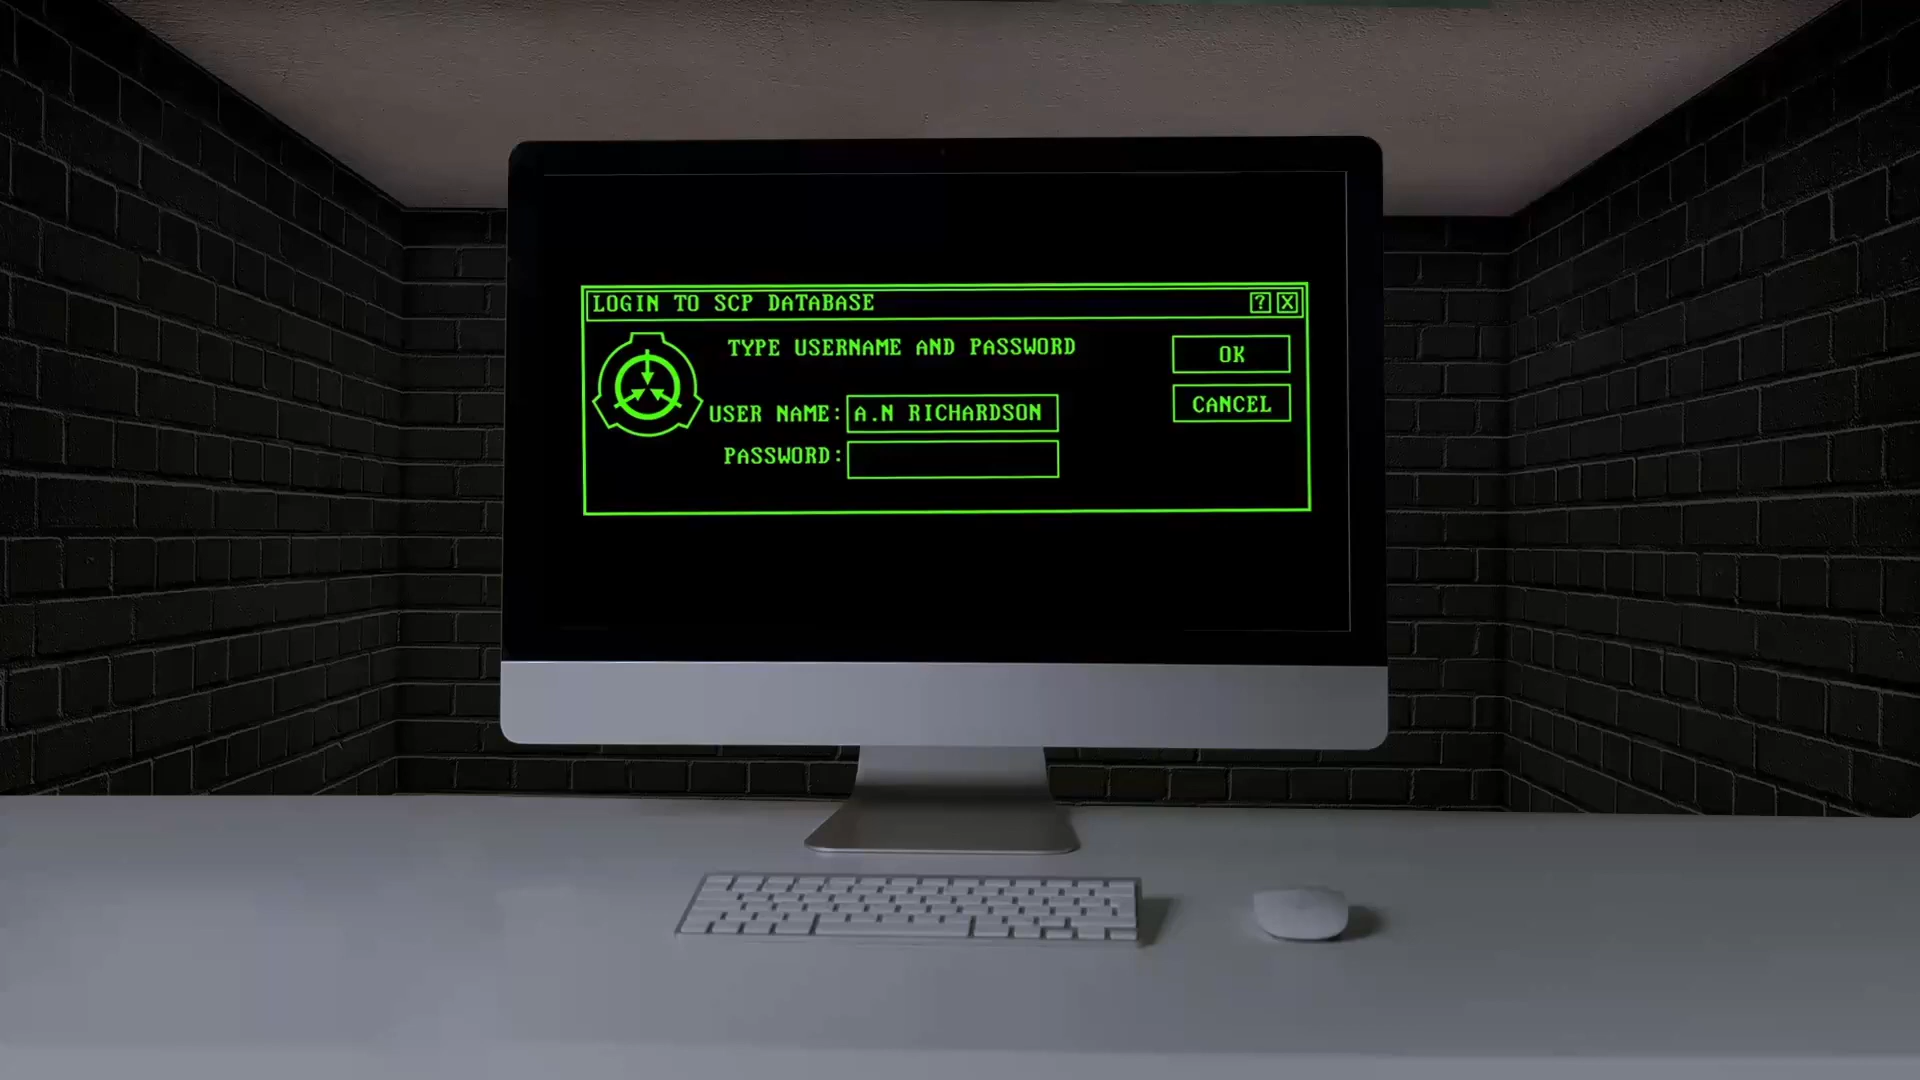 LOGIN TO SCP DATABASE ? X
TYPE USERNAME AND PASSWORD
OK
USER NAME: A.N RICHARDSON
CANCEL
PASSWORD: